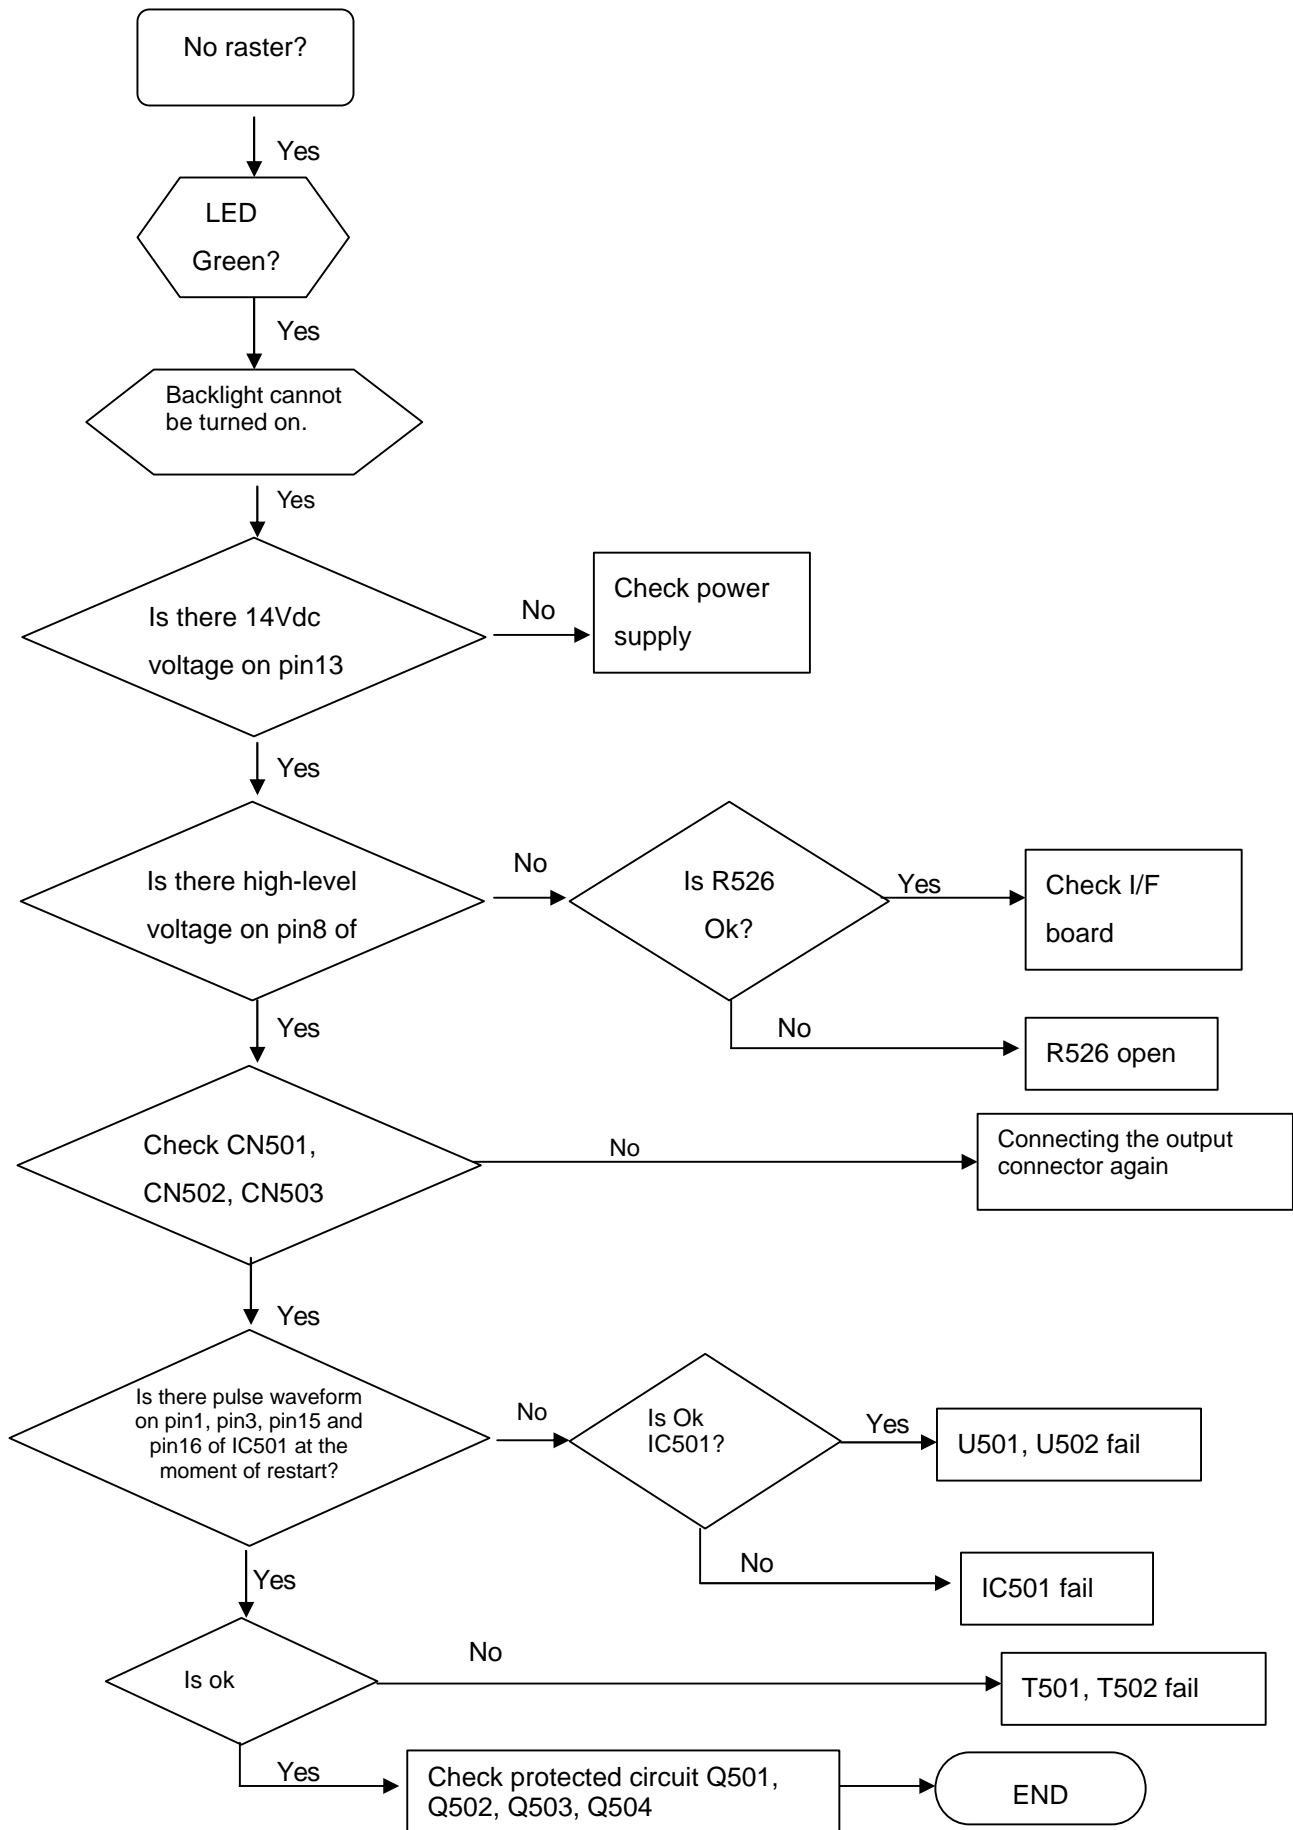 No raster?
Yes
LED
Green?
Yes
Backlight cannot
be turned on.
Yes
Is there 14Vdc
voltage on pin13
No
Check power
supply
Yes
Is there high-level
voltage on pin8 of
No
Is R526
Ok?
Yes
Check I/F
board
No
R526 open
Yes
Check CN501,
CN502, CN503
No
Connecting the output
connector again
Yes
Is there pulse waveform
on pin1, pin3, pin15 and
pin16 of IC501 at the
moment of restart?
No
Is Ok
IC501?
Yes
U501, U502 fail
No
IC501 fail
Yes
Is ok
No
T501, T502 fail
Yes
Check protected circuit Q501,
Q502, Q503, Q504
END